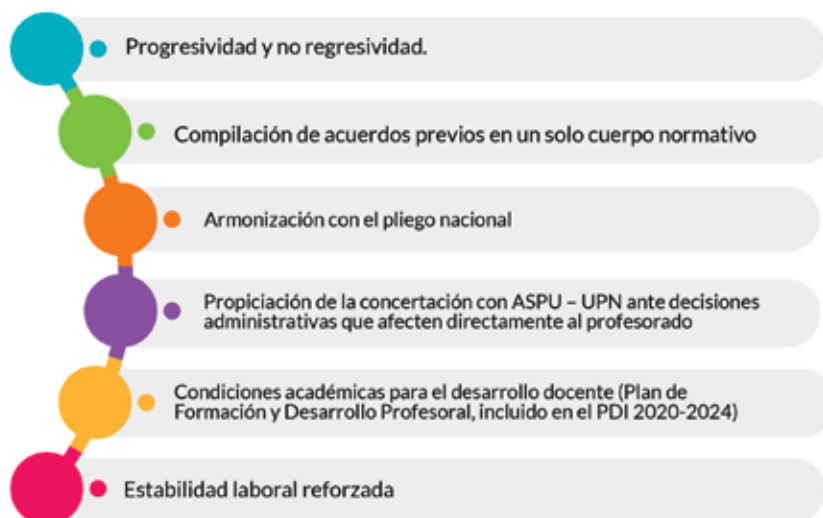 Progresividad y no regresividad.
Compilación de acuerdos previos en un solo cuerpo normativo
Armonización con el pliego nacional
Propiciación de la concertación con ASPU – UPN ante decisiones
administrativas que afecten directamente al profesorado
Condiciones académicas para el desarrollo docente (Plan de
Formación y Desarrollo Profesoral, incluido en el PDI 2020-2024)
Estabilidad laboral reforzada